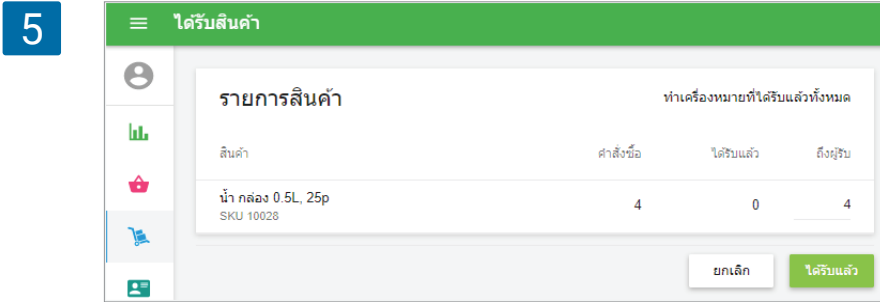 5
ได้รับสินค้า
รายการสินค้า
ทำเครื่องหมายที่ได้รับแล้วทั้งหมด
สินค้า คำสั่งซื้อ ได้รับแล้ว ถึงผู้รับ
น้ำ กล่อง 0.5L, 25p 4 0 4
SKU 10028
ยกเลิก ได้รับแล้ว